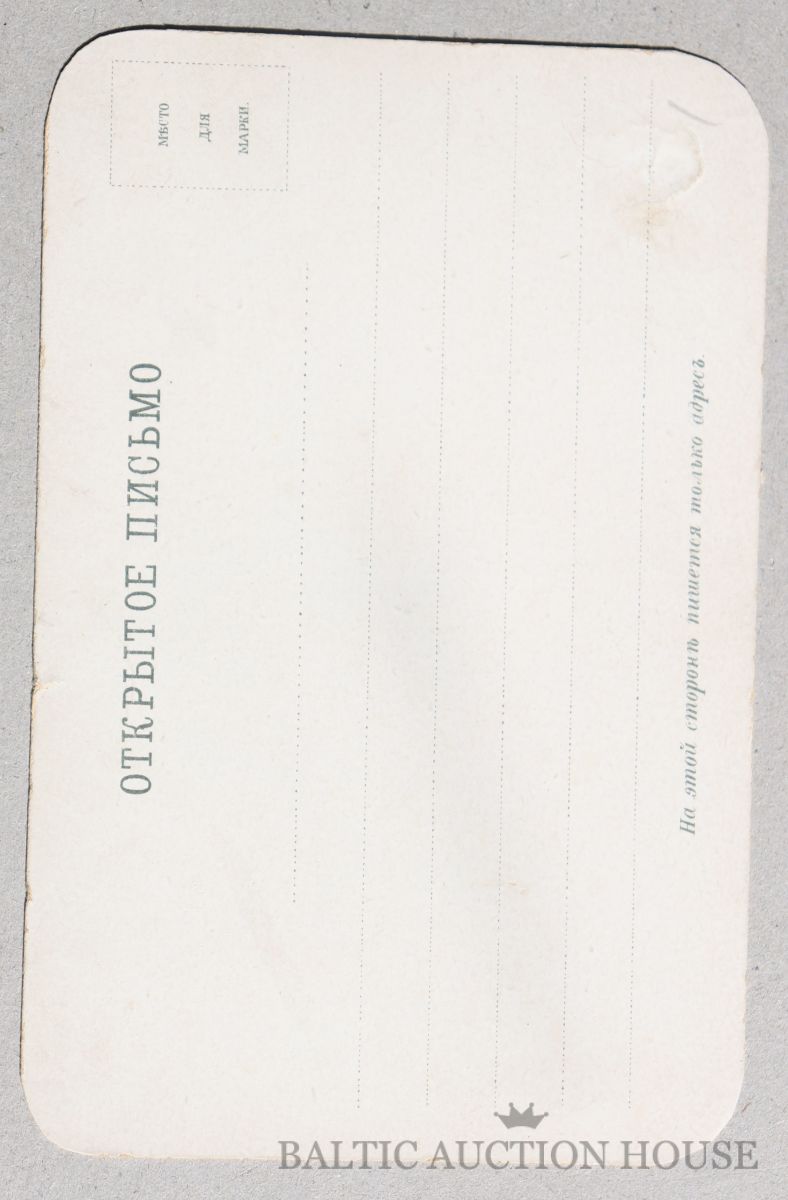 ОТКРЫТОЕ ПИСЬМО
МѢСТО
ДЛЯ
МАРКИ.
На этой сторонѣ пишется только адресъ.
BALTIC AUCTION HOUSE